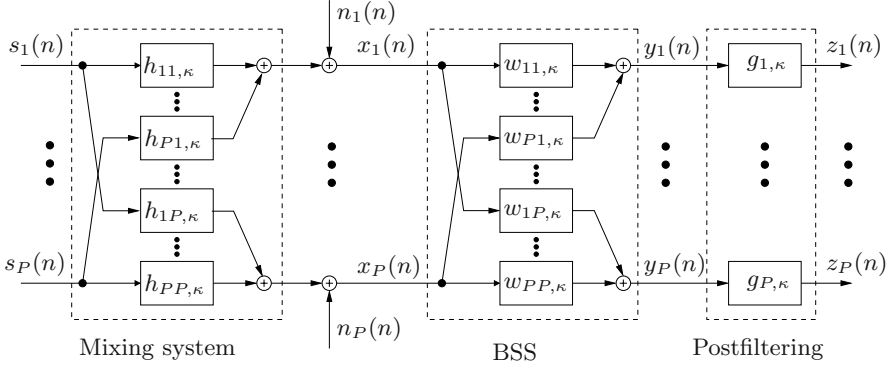 n_1(n)
s_1(n) h_{11,κ} x_1(n) w_{11,κ} y_1(n) g_{1,κ} z_1(n)
h_{P1,κ} w_{P1,κ}
h_{1P,κ} w_{1P,κ}
s_P(n) h_{PP,κ} x_P(n) w_{PP,κ} y_P(n) g_{P,κ} z_P(n)
n_P(n)
Mixing system BSS Postfiltering